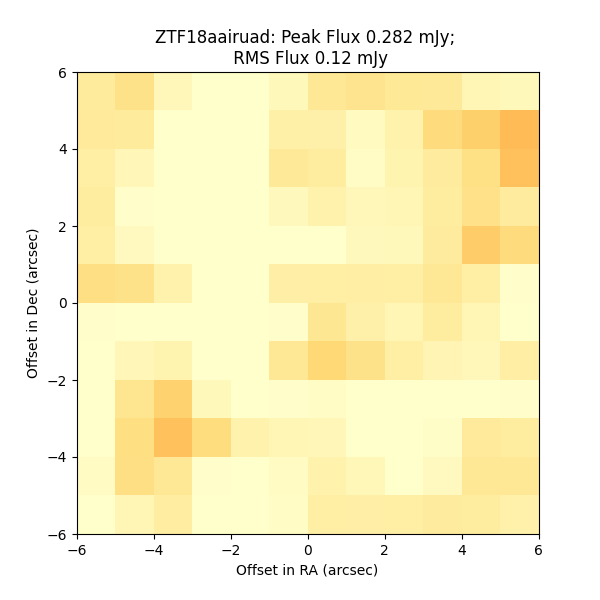 ZTF18aairuad: Peak Flux 0.282 mJy;
RMS Flux 0.12 mJy
6
4
2
0
−2
−4
−6
Offset in Dec (arcsec)
−6 −4 −2 0 2 4 6
Offset in RA (arcsec)